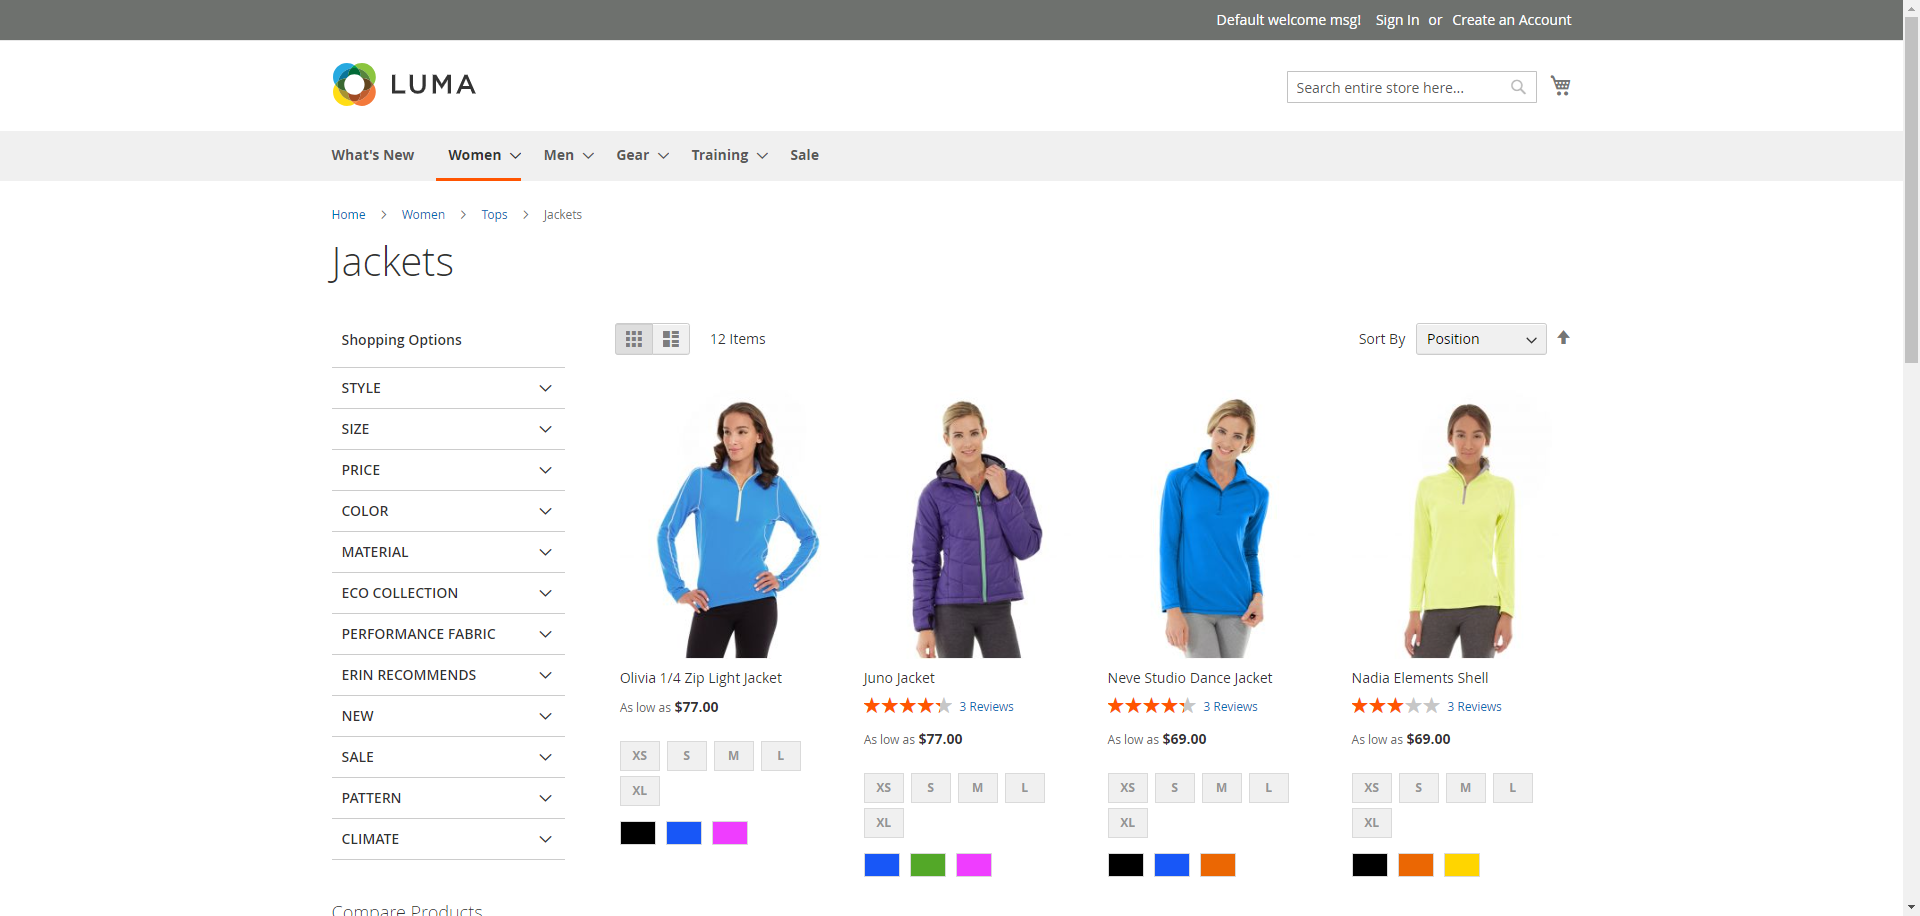 Default welcome msg! Sign In or Create an Account
LUMA
Search entire store here...
What's New Women Men Gear Training Sale
Home Women Tops Jackets
Jackets
Shopping Options
STYLE
SIZE
PRICE
COLOR
MATERIAL
ECO COLLECTION
PERFORMANCE FABRIC
ERIN RECOMMENDS
NEW
SALE
PATTERN
CLIMATE
Compare Products
12 Items
Sort By Position
Olivia 1/4 Zip Light Jacket
As low as $77.00
XS S M L
XL
Juno Jacket
3 Reviews
As low as $77.00
XS S M L
XL
Neve Studio Dance Jacket
3 Reviews
As low as $69.00
XS S M L
XL
Nadia Elements Shell
3 Reviews
As low as $69.00
XS S M L
XL